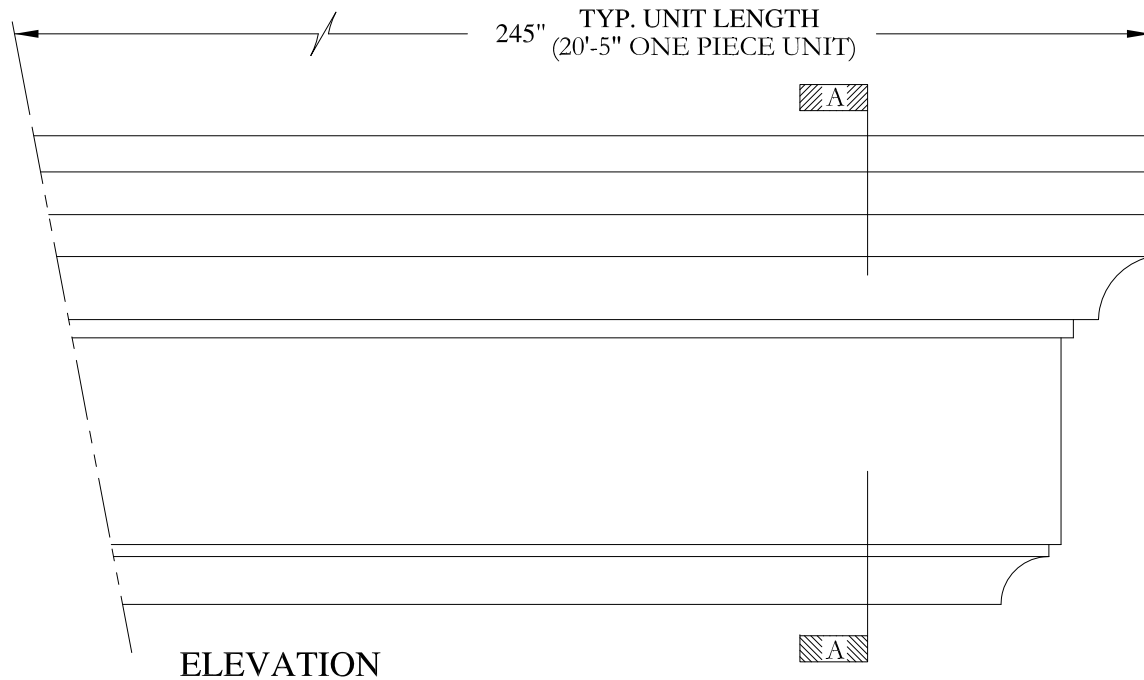 TYP. UNIT LENGTH
245" (20'-5" ONE PIECE UNIT)
A
A
ELEVATION